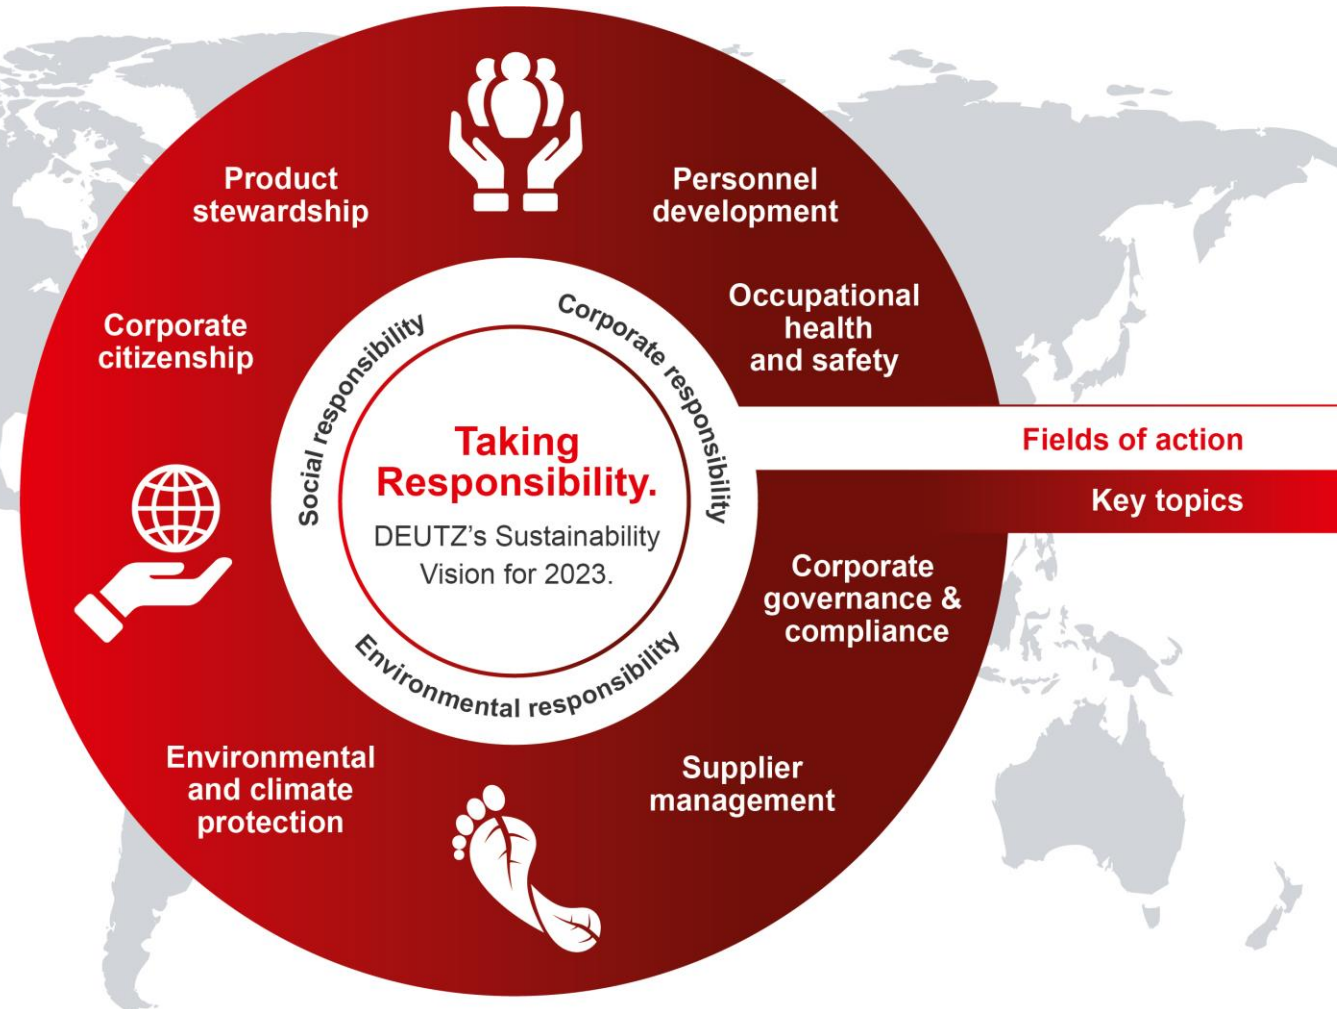 Product
stewardship
Personnel
development
Corporate
citizenship
Occupational
health
and safety
Social responsibility
Corporate responsibility
Taking
Responsibility.
DEUTZ’s Sustainability
Vision for 2023.
Environmental responsibility
Fields of action
Key topics
Corporate
governance &
compliance
Environmental
and climate
protection
Supplier
management